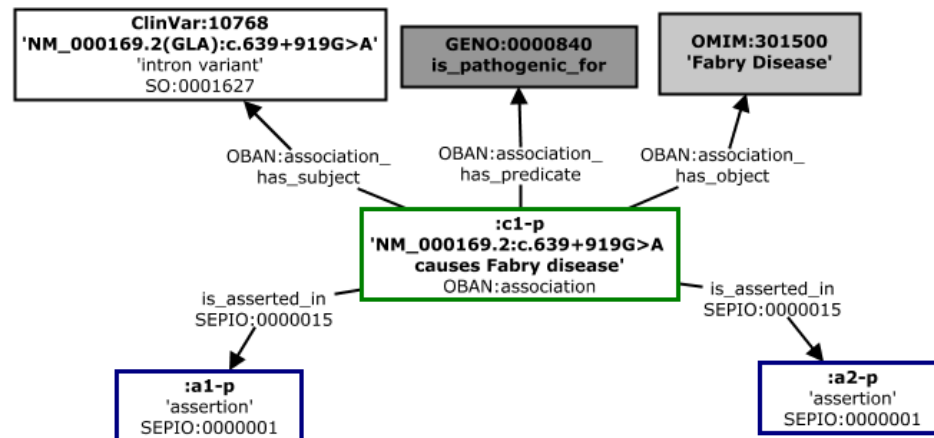 ClinVar:10768
'NM_000169.2(GLA):c.639+919G>A'
'intron variant'
SO:0001627
GENO:0000840
is_pathogenic_for
OMIM:301500
'Fabry Disease'
OBAN:association_
has_subject
OBAN:association_
has_predicate
OBAN:association_
has_object
:c1-p
'NM_000169.2:c.639+919G>A
causes Fabry disease'
OBAN:association
is_asserted_in
SEPIO:0000015
is_asserted_in
SEPIO:0000015
:a1-p
'assertion'
SEPIO:0000001
:a2-p
'assertion'
SEPIO:0000001